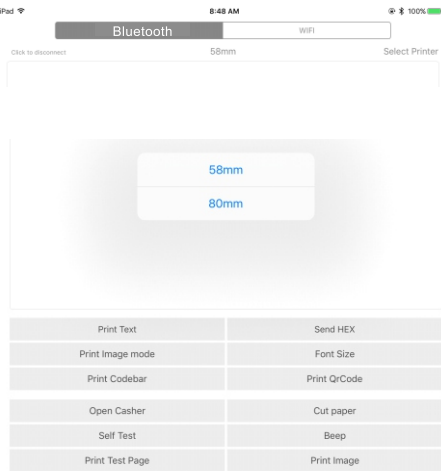 iPad 8:48 AM 100%
Bluetooth WIFI
Click to disconnect 58mm Select Printer
58mm
80mm
Print Text Send HEX
Print Image mode Font Size
Print Codebar Print QrCode
Open Casher Cut paper
Self Test Beep
Print Test Page Print Image